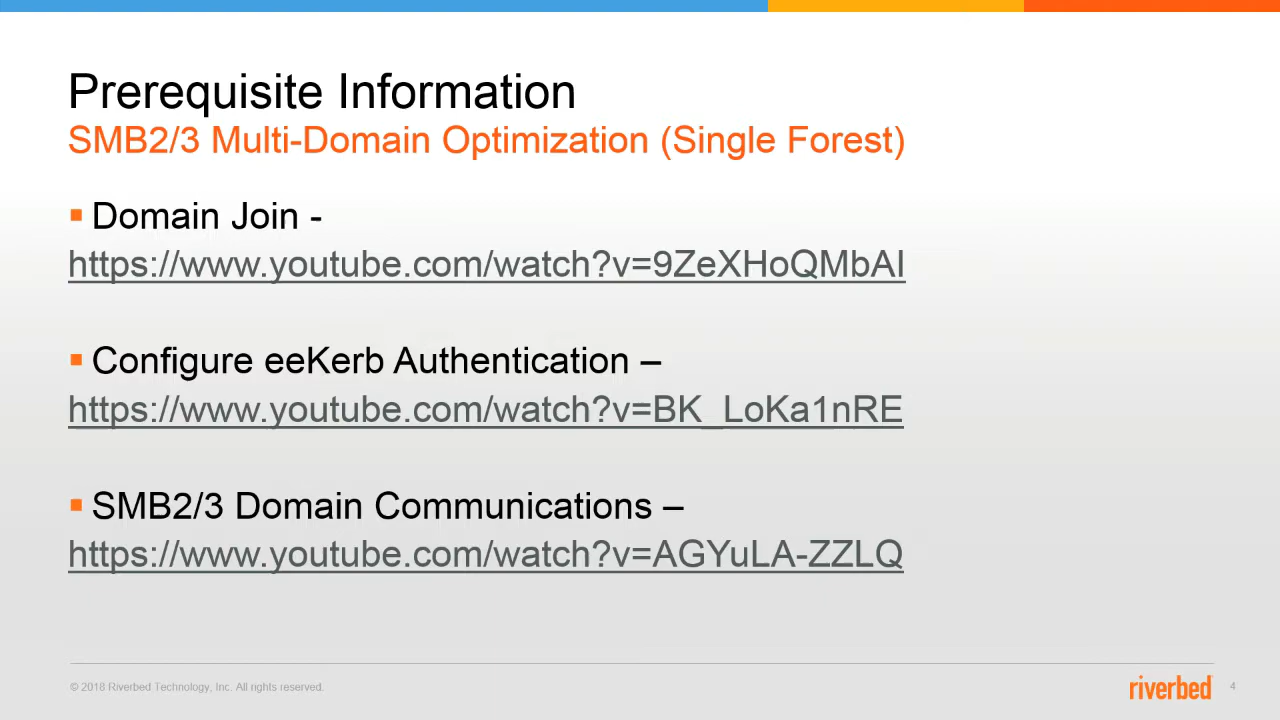 Prerequisite Information
SMB2/3 Multi-Domain Optimization (Single Forest)
Domain Join -
https://www.youtube.com/watch?v=9ZeXHoQMbAI
Configure eeKerb Authentication –
https://www.youtube.com/watch?v=BK_LoKa1nRE
SMB2/3 Domain Communications –
https://www.youtube.com/watch?v=AGYuLA-ZZLQ
© 2018 Riverbed Technology, Inc. All rights reserved.
riverbed
4